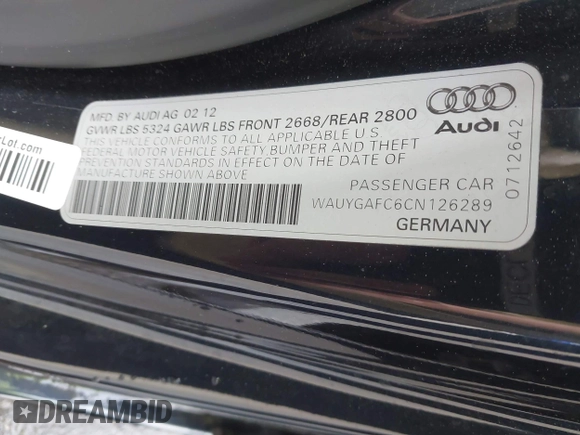 MFD. BY AUDI AG 02 12
GVWR LBS 5324 GAWR LBS FRONT 2668/REAR 2800
THIS VEHICLE CONFORMS TO ALL APPLICABLE U S
FEDERAL MOTOR VEHICLE SAFETY,BUMPER AND THEFT
PREVENTION STANDARDS IN EFFECT ON THE DATE OF
MANUFACTURE SHOWN ABOVE
PASSENGER CAR
WAUYGAFC6CN126289
GERMANY
Audi
0712642
Lot.com
DREAMBID